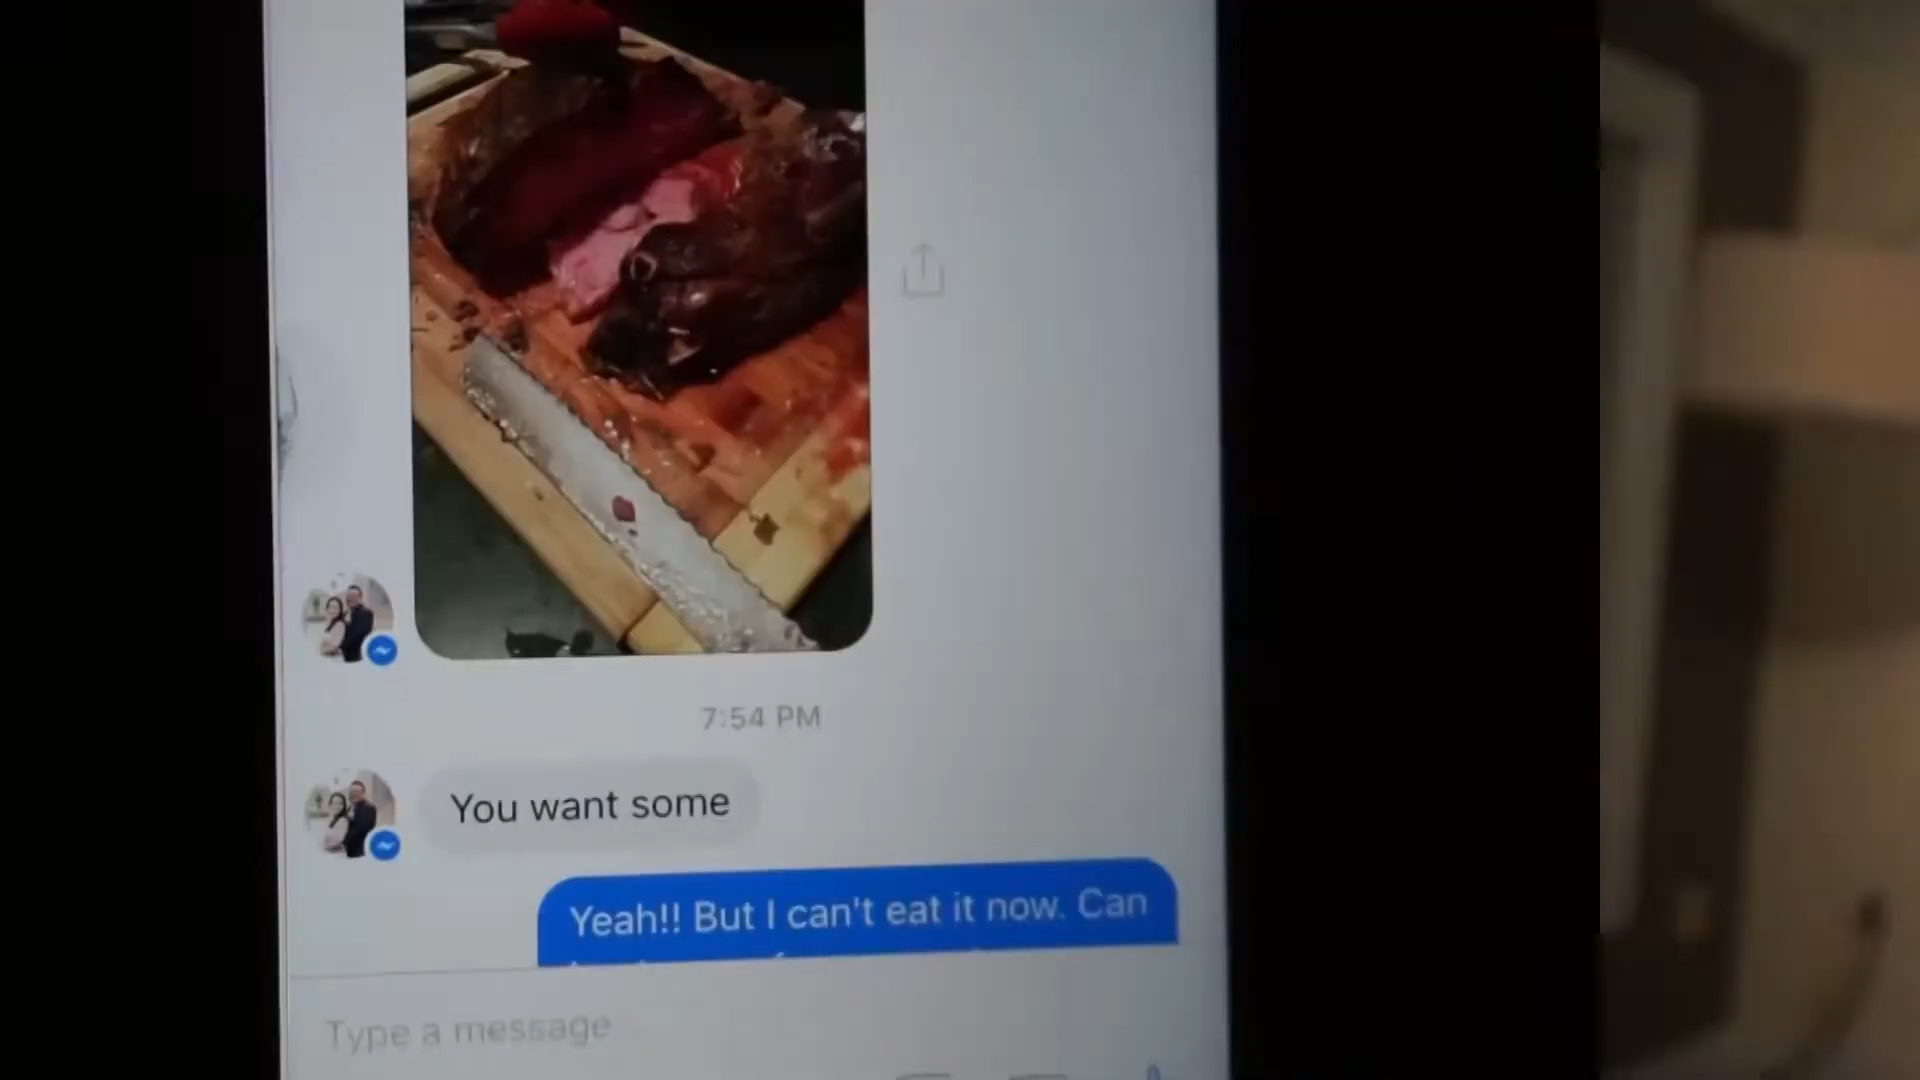 7:54 PM
You want some
Yeah!! But I can't eat it now. Can
Type a message